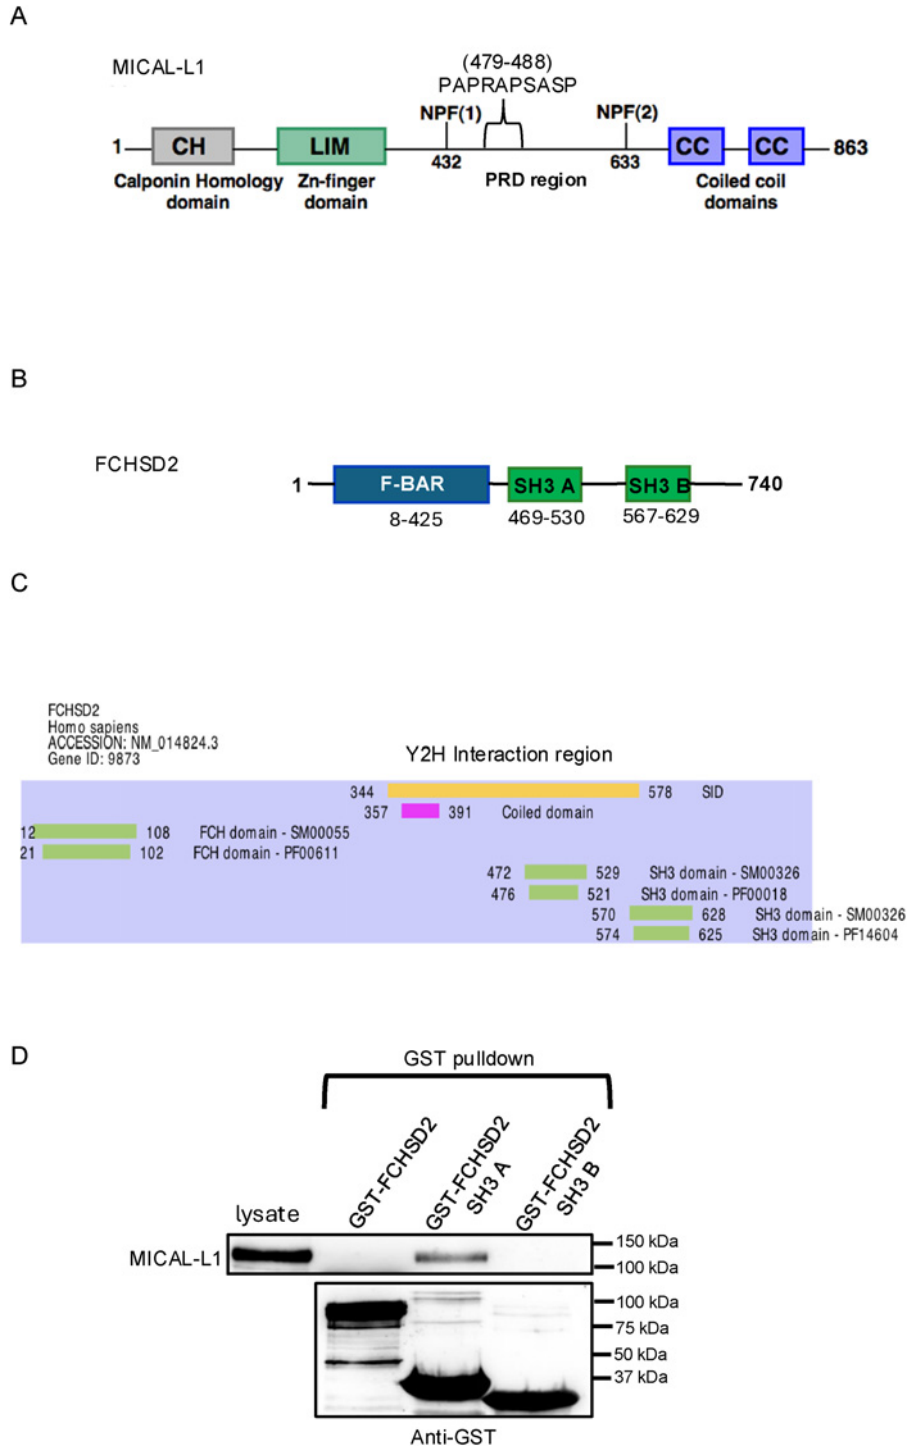 A
MICAL-L1
(479-488)
PAPRAPSASP
NPF(1)
NPF(2)
1
CH
LIM
CC
CC
863
432
633
Calponin Homology
domain
Zn-finger
domain
PRD region
Coiled coil
domains
B
FCHSD2
1
F-BAR
SH3 A
SH3 B
740
8-425
469-530
567-629
C
FCHSD2
Homo sapiens
ACCESSION: NM_014824.3
Gene ID: 9873
Y2H Interaction region
344 578 SID
357 391 Coiled domain
12 108 FCH domain - SM00055
21 102 FCH domain - PF00611
472 529 SH3 domain - SM00326
476 521 SH3 domain - PF00018
570 628 SH3 domain - SM00326
574 625 SH3 domain - PF14604
D
GST pulldown
lysate
GST-FCHSD2
GST-FCHSD2
SH3 A
GST-FCHSD2
SH3 B
MICAL-L1
150 kDa
100 kDa
100 kDa
75 kDa
50 kDa
37 kDa
Anti-GST